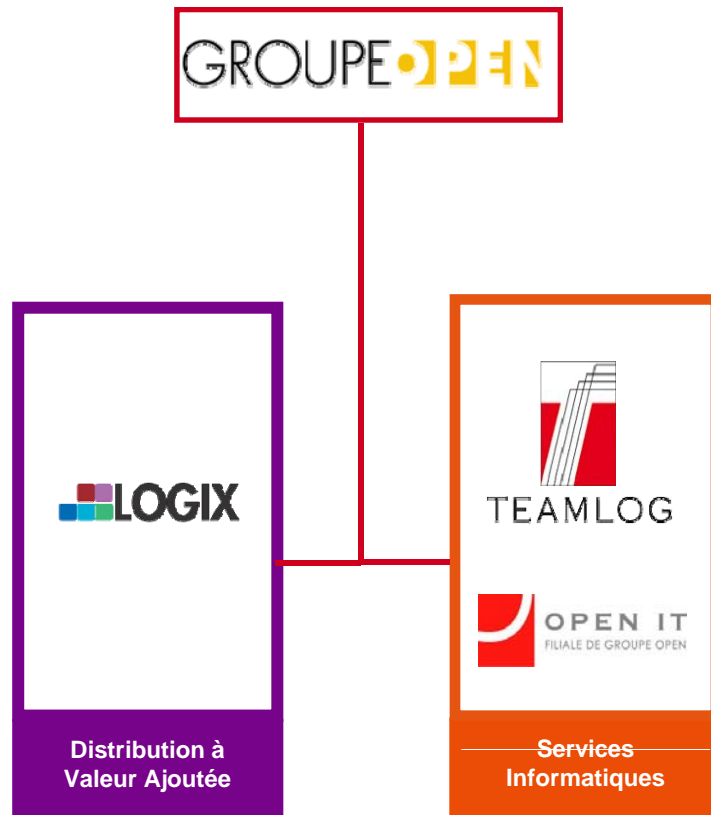 GROUPE OPEN
LOGIX
Distribution à
Valeur Ajoutée
TEAMLOG
OPEN IT
FILIALE DE GROUPE OPEN
Services
Informatiques